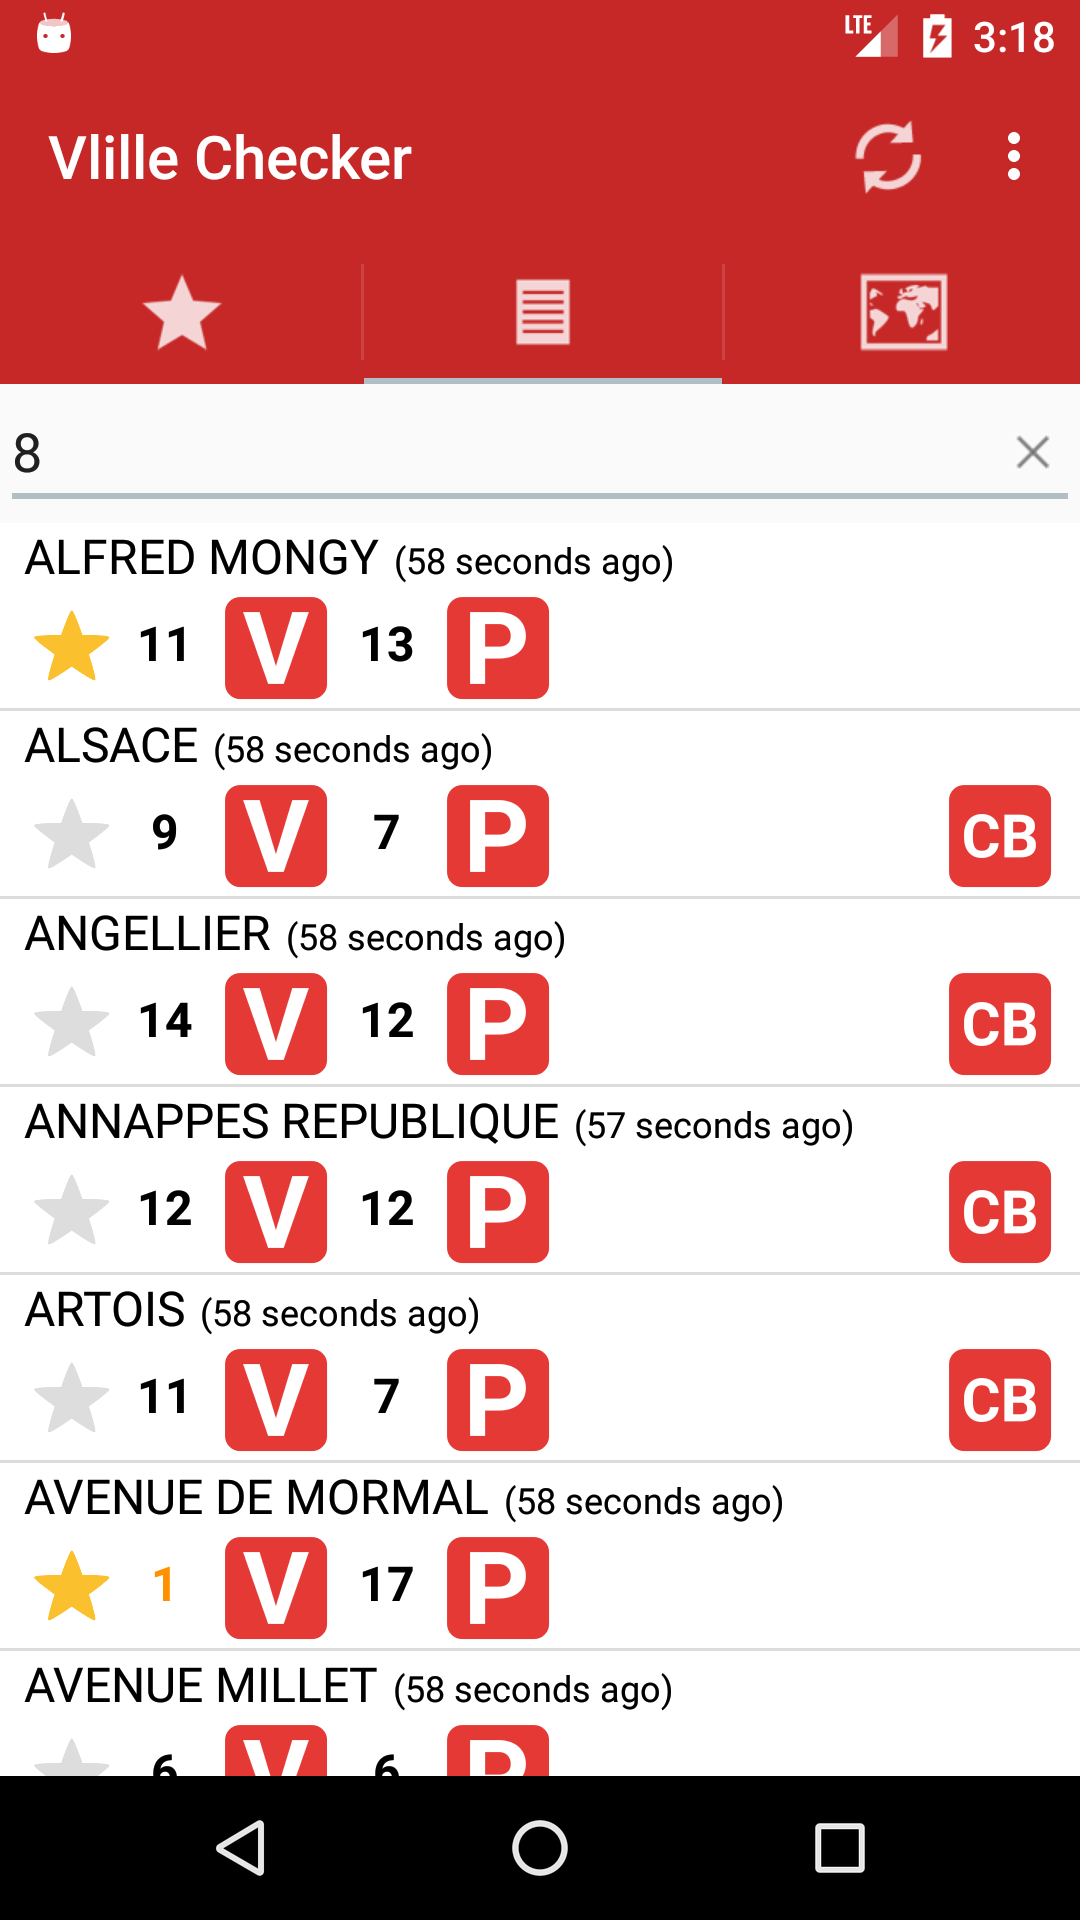 LTE 3:18
Vlille Checker
8
ALFRED MONGY (58 seconds ago)
11 V 13 P
ALSACE (58 seconds ago)
9 V 7 P CB
ANGELLIER (58 seconds ago)
14 V 12 P CB
ANNAPPES REPUBLIQUE (57 seconds ago)
12 V 12 P CB
ARTOIS (58 seconds ago)
11 V 7 P CB
AVENUE DE MORMAL (58 seconds ago)
1 V 17 P
AVENUE MILLET (58 seconds ago)
6 V 6 P